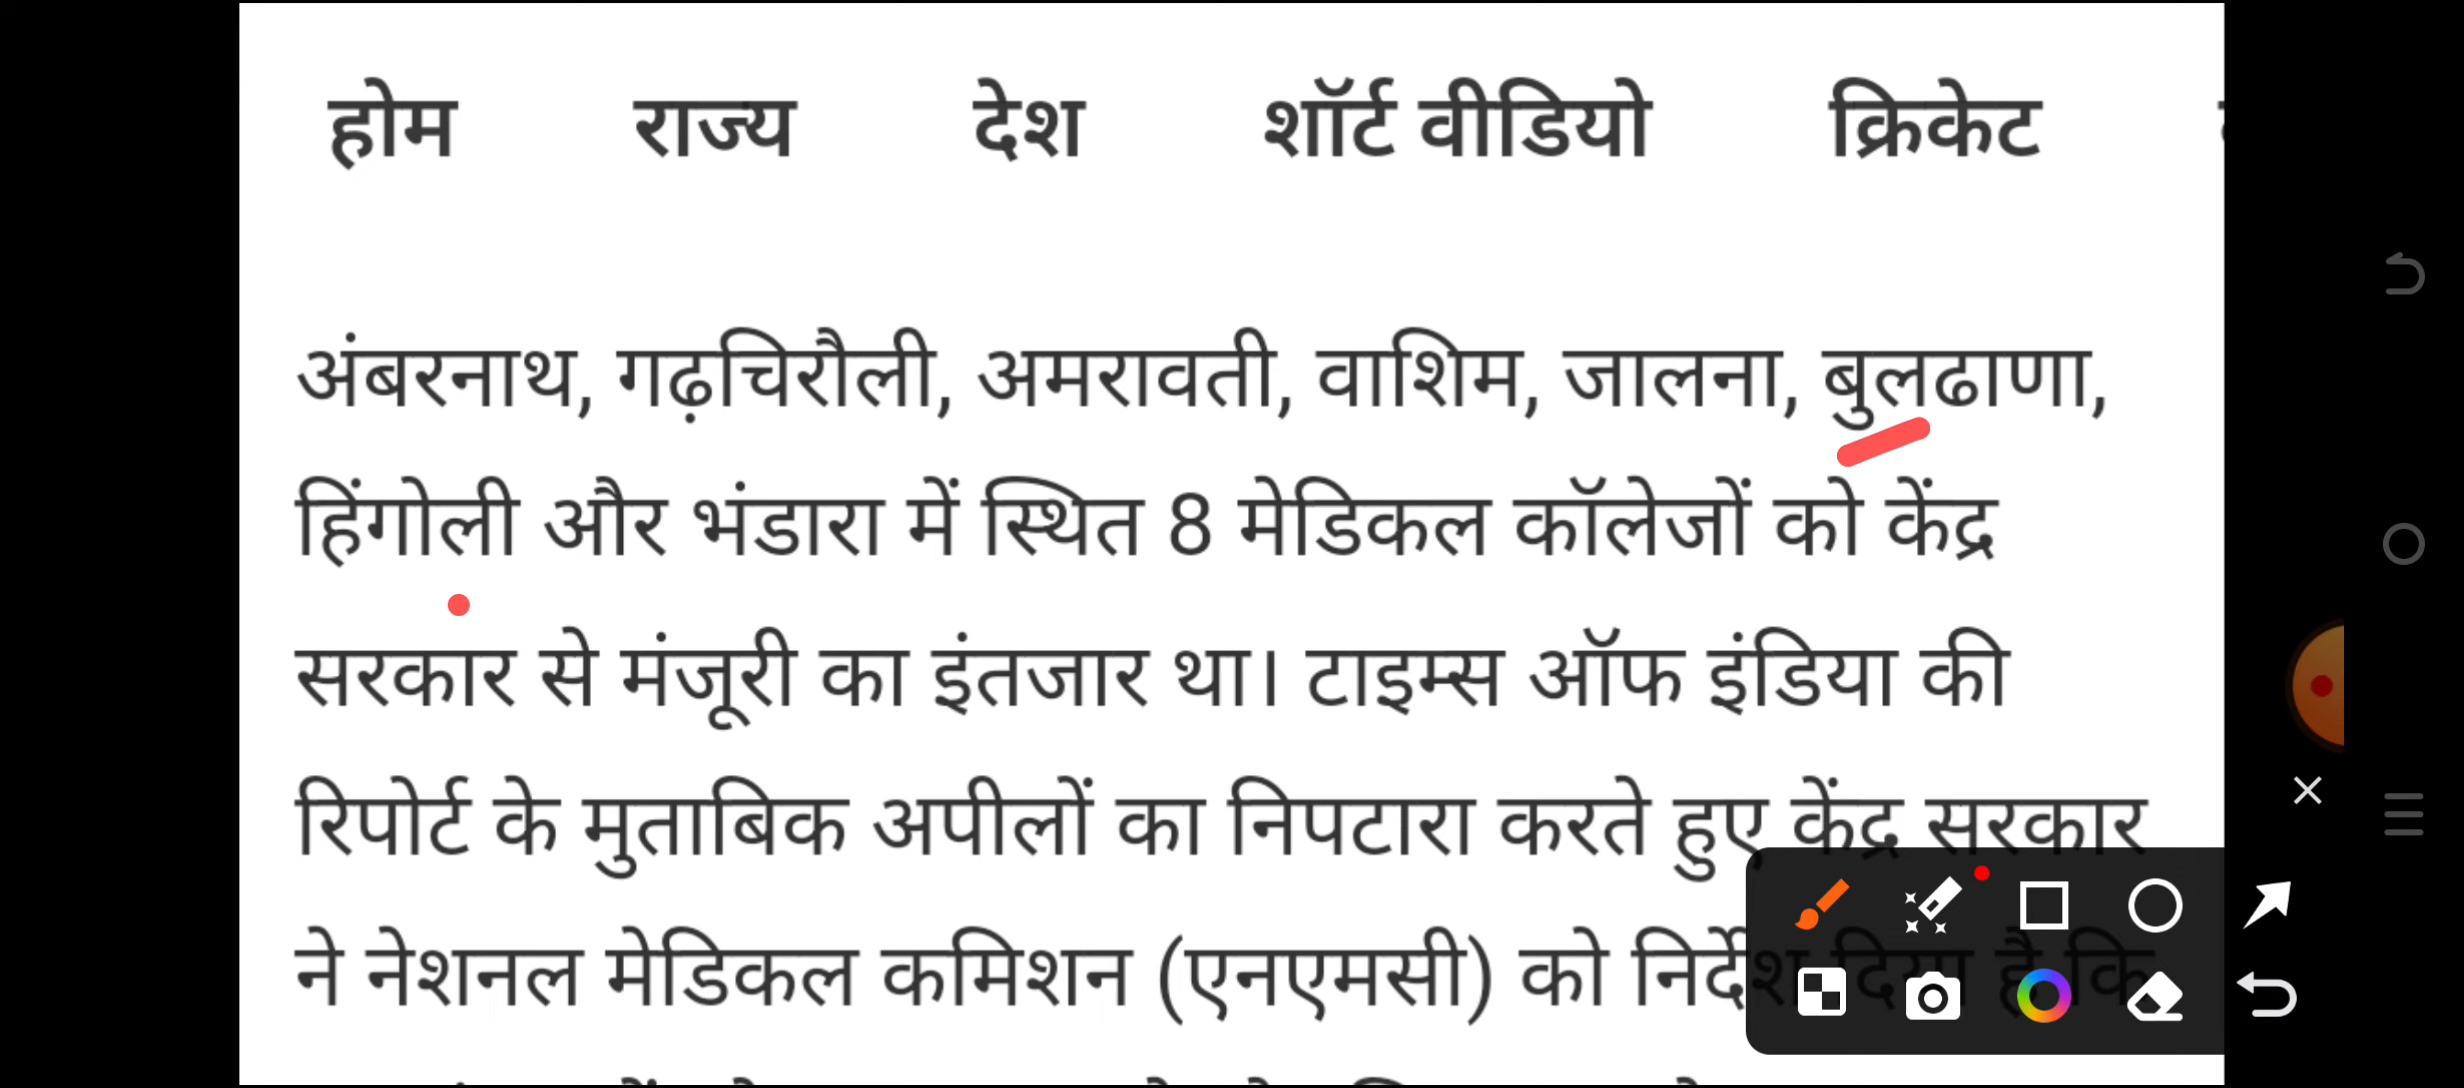 होम राज्य देश शॉर्ट वीडियो क्रिकेट
अंबरनाथ, गढ़चिरौली, अमरावती, वाशिम, जालना, बुलढाणा,
हिंगोली और भंडारा में स्थित 8 मेडिकल कॉलेजों को केंद्र
सरकार से मंजूरी का इंतजार था। टाइम्स ऑफ इंडिया की
रिपोर्ट के मुताबिक अपीलों का निपटारा करते हुए केंद्र सरकार
ने नेशनल मेडिकल कमिशन (एनएमसी) को निर्देश दिया है कि